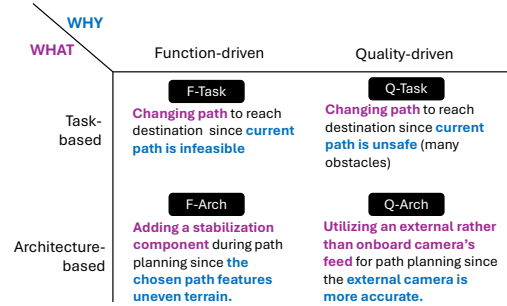 WHY
WHAT
Function-driven
Quality-driven
Task-
based
F-Task
Changing path to reach
destination since current
path is infeasible
Q-Task
Changing path to reach
destination since current
path is unsafe (many
obstacles)
Architecture-
based
F-Arch
Adding a stabilization
component during path
planning since the
chosen path features
uneven terrain.
Q-Arch
Utilizing an external rather
than onboard camera's
feed for path planning since
the external camera is
more accurate.